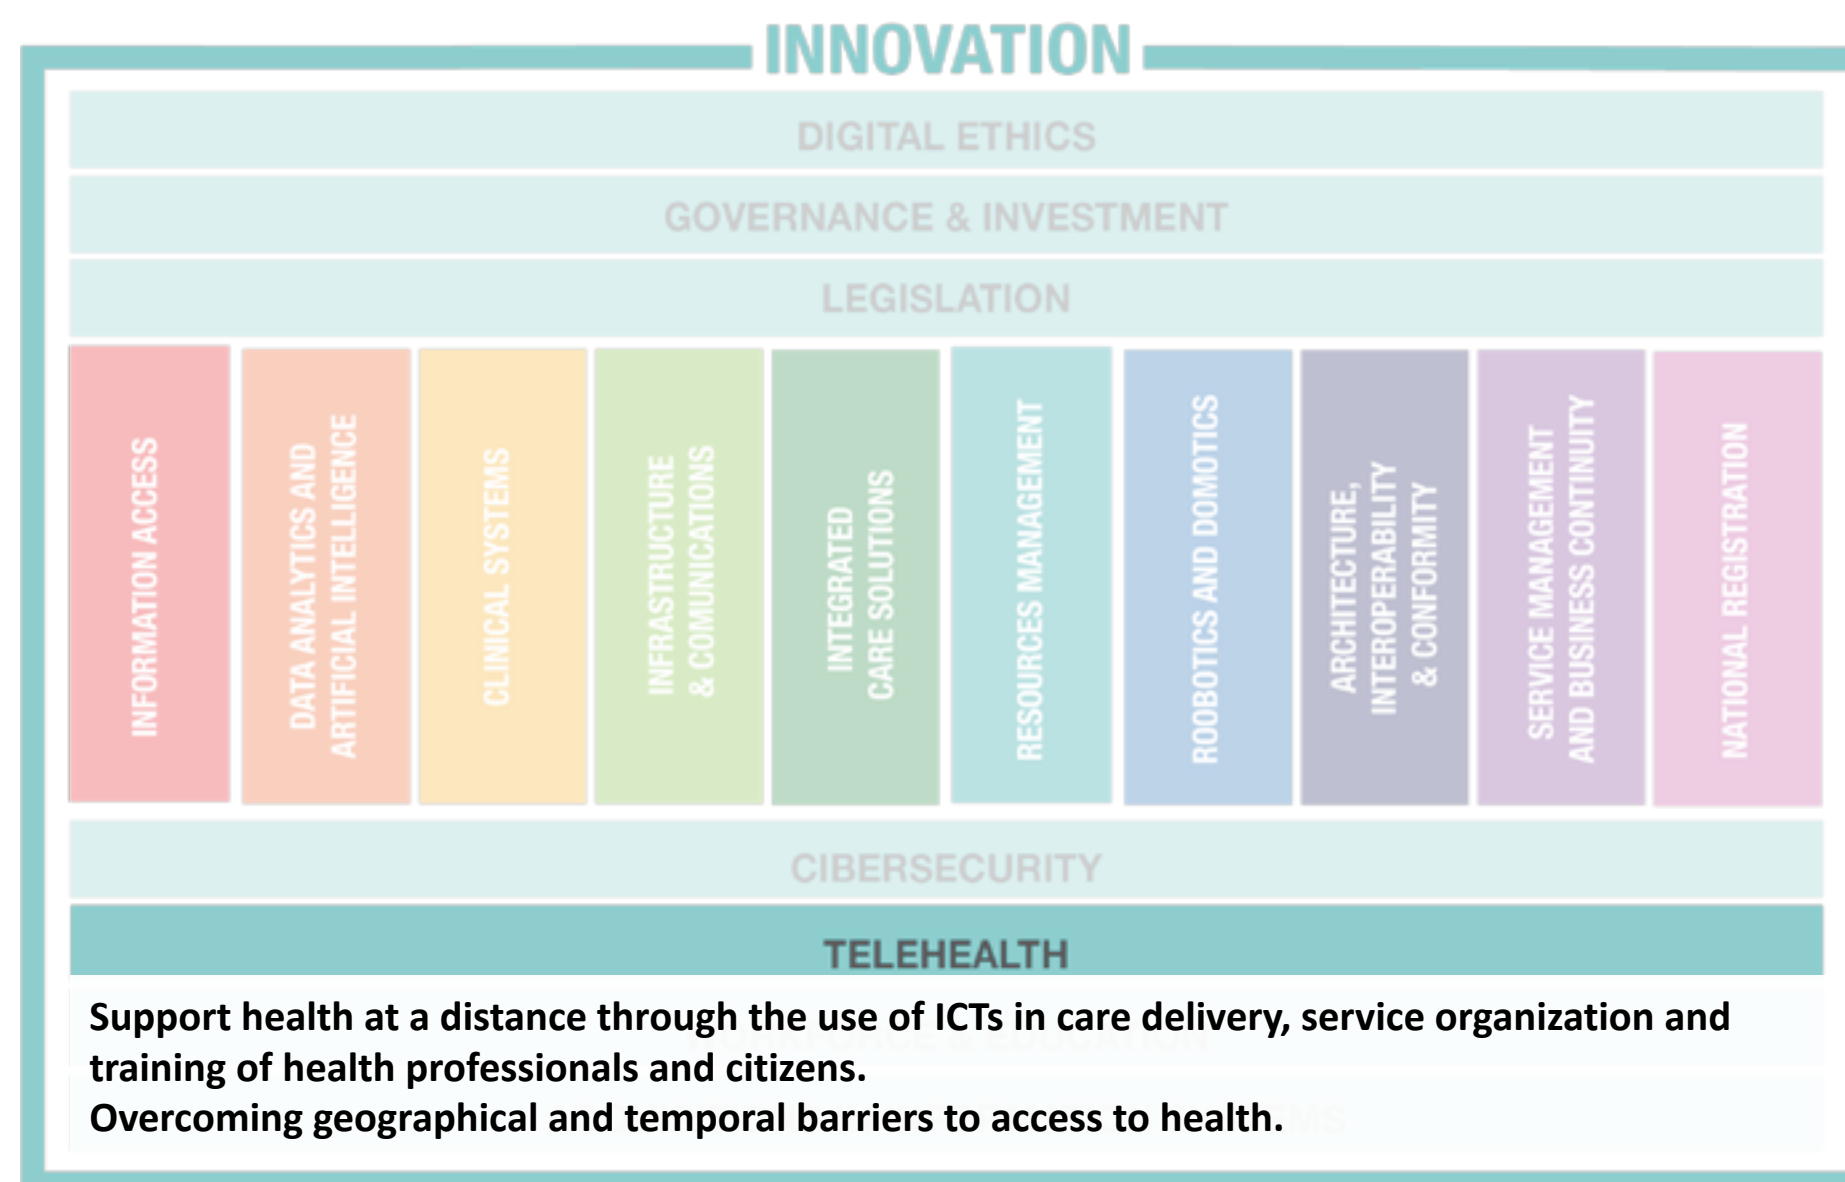 INNOVATION
DIGITAL ETHICS
GOVERNANCE & INVESTMENT
LEGISLATION
INFORMATION ACCESS
DATA ANALYTICS AND
ARTIFICIAL INTELLIGENCE
CLINICAL SYSTEMS
INFRASTRUCTURE
& COMUNICATIONS
INTEGRATED
CARE SOLUTIONS
RESOURCES MANAGEMENT
ROOBOTICS AND DOMOTICS
ARCHITECTURE,
INTEROPERABILITY
& CONFORMITY
SERVICE MANAGEMENT
AND BUSINESS CONTINUITY
NATIONAL REGISTRATION
CIBERSECURITY
TELEHEALTH
Support health at a distance through the use of ICTs in care delivery, service organization and
WORKFORCE & EDUCATION
training of health professionals and citizens.
Overcoming geographical and temporal barriers to access to health.